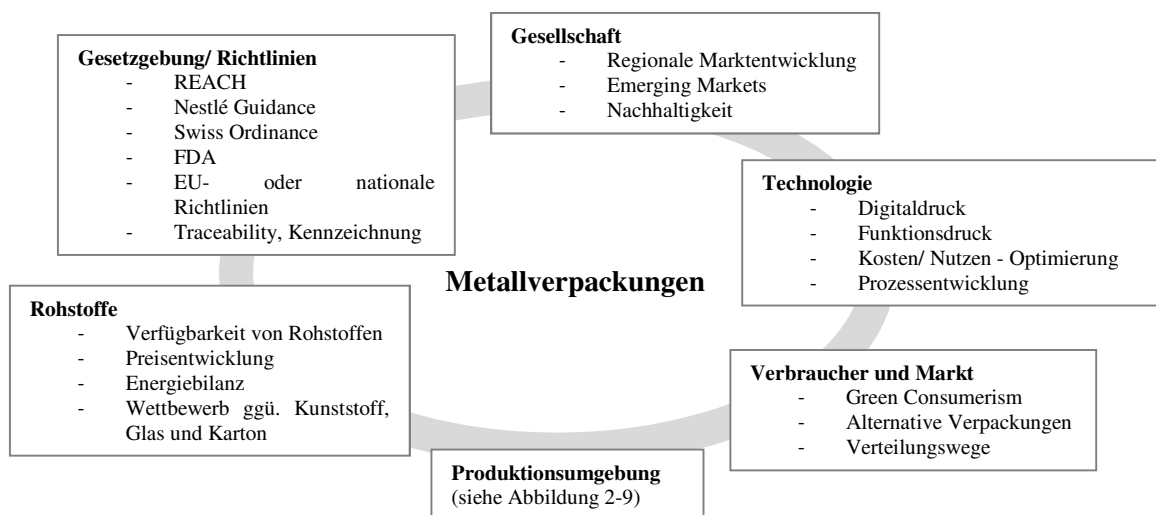 Gesetzgebung/ Richtlinien
- REACH
- Nestlé Guidance
- Swiss Ordinance
- FDA
- EU- oder nationale
Richtlinien
- Traceability, Kennzeichnung
Gesellschaft
- Regionale Marktentwicklung
- Emerging Markets
- Nachhaltigkeit
Technologie
- Digitaldruck
- Funktionsdruck
- Kosten/ Nutzen - Optimierung
- Prozessentwicklung
Metallverpackungen
Rohstoffe
- Verfügbarkeit von Rohstoffen
- Preisentwicklung
- Energiebilanz
- Wettbewerb ggü. Kunststoff,
Glas und Karton
Verbraucher und Markt
- Green Consumerism
- Alternative Verpackungen
- Verteilungswege
Produktionsumgebung
(siehe Abbildung 2-9)